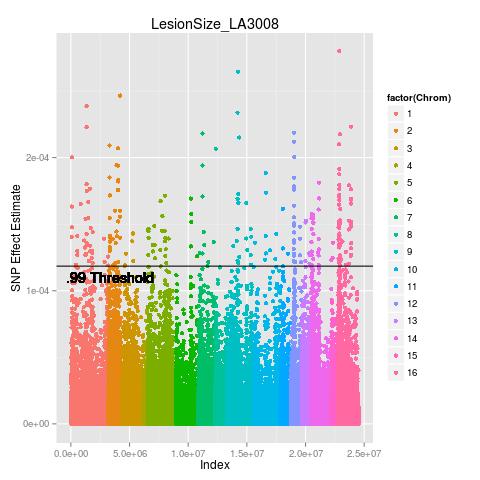 LesionSize_LA3008
SNP Effect Estimate
2e-04
1e-04
0e+00
.99 Threshold
0.0e+00 5.0e+06 1.0e+07 1.5e+07 2.0e+07 2.5e+07
Index
factor(Chrom)
1
2
3
4
5
6
7
8
9
10
11
12
13
14
15
16